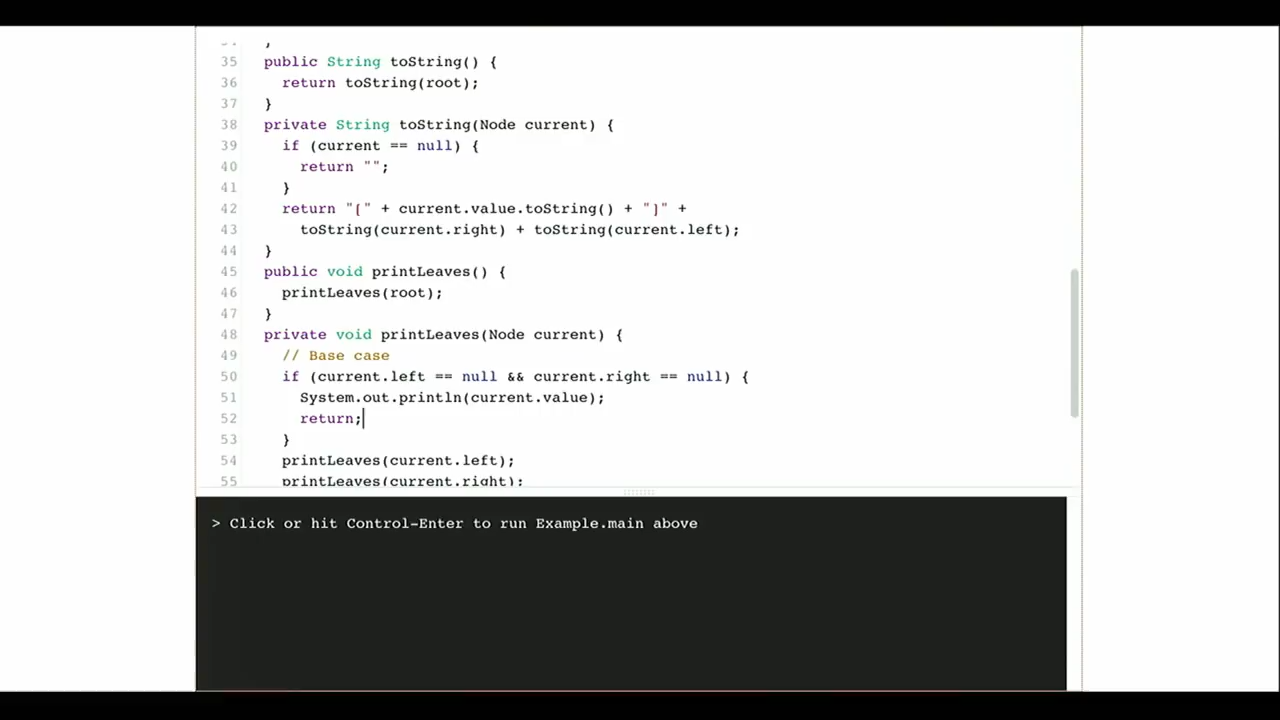 35 public String toString() {
36 return toString(root);
37 }
38 private String toString(Node current) {
39 if (current == null) {
40 return "";
41 }
42 return "[" + current.value.toString() + "]" +
43 toString(current.right) + toString(current.left);
44 }
45 public void printLeaves() {
46 printLeaves(root);
47 }
48 private void printLeaves(Node current) {
49 // Base case
50 if (current.left == null && current.right == null) {
51 System.out.println(current.value);
52 return;
53 }
54 printLeaves(current.left);
55 printLeaves(current.right);
> Click or hit Control-Enter to run Example.main above